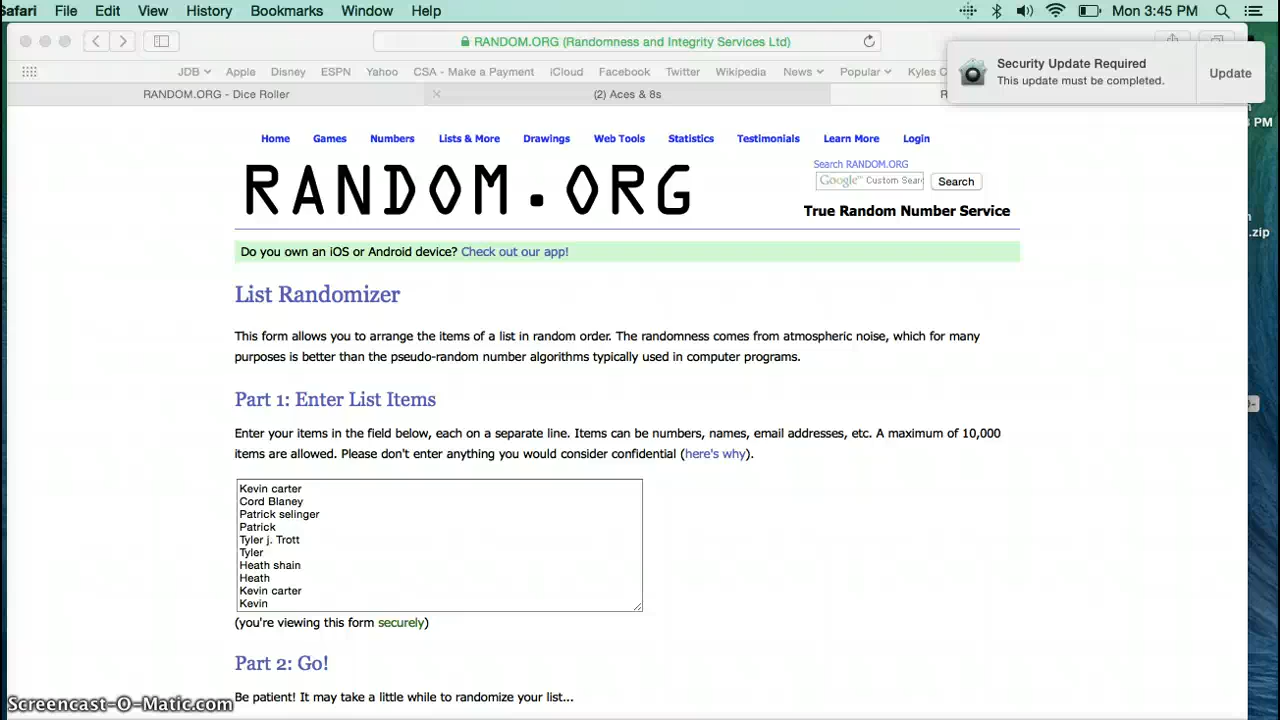 Safari File Edit View History Bookmarks Window Help Mon 3:45 PM
RANDOM.ORG (Randomness and Integrity Services Ltd)
Security Update Required
This update must be completed.
Update
JDB Apple Disney ESPN Yahoo CSA - Make a Payment iCloud Facebook Twitter Wikipedia News Popular Kyles
RANDOM.ORG - Dice Roller (2) Aces & 8s
PM
Home Games Numbers Lists & More Drawings Web Tools Statistics Testimonials Learn More Login
RANDOM.ORG
Search RANDOM.ORG
Google™ Custom Sear
Search
True Random Number Service
.zip
Do you own an iOS or Android device? Check out our app!
List Randomizer
This form allows you to arrange the items of a list in random order. The randomness comes from atmospheric noise, which for many
purposes is better than the pseudo-random number algorithms typically used in computer programs.
Part 1: Enter List Items
Enter your items in the field below, each on a separate line. Items can be numbers, names, email addresses, etc. A maximum of 10,000
items are allowed. Please don't enter anything you would consider confidential (here's why).
Kevin carter
Cord Blaney
Patrick selinger
Patrick
Tyler j. Trott
Tyler
Heath shain
Heath
Kevin carter
Kevin
(you're viewing this form securely)
Part 2: Go!
Be patient! It may take a little while to randomize your list...
Screencast-O-Matic.com